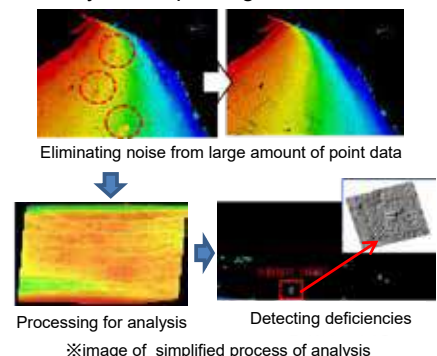 Eliminating noise from large amount of point data
Processing for analysis
Detecting deficiencies
※image of simplified process of analysis